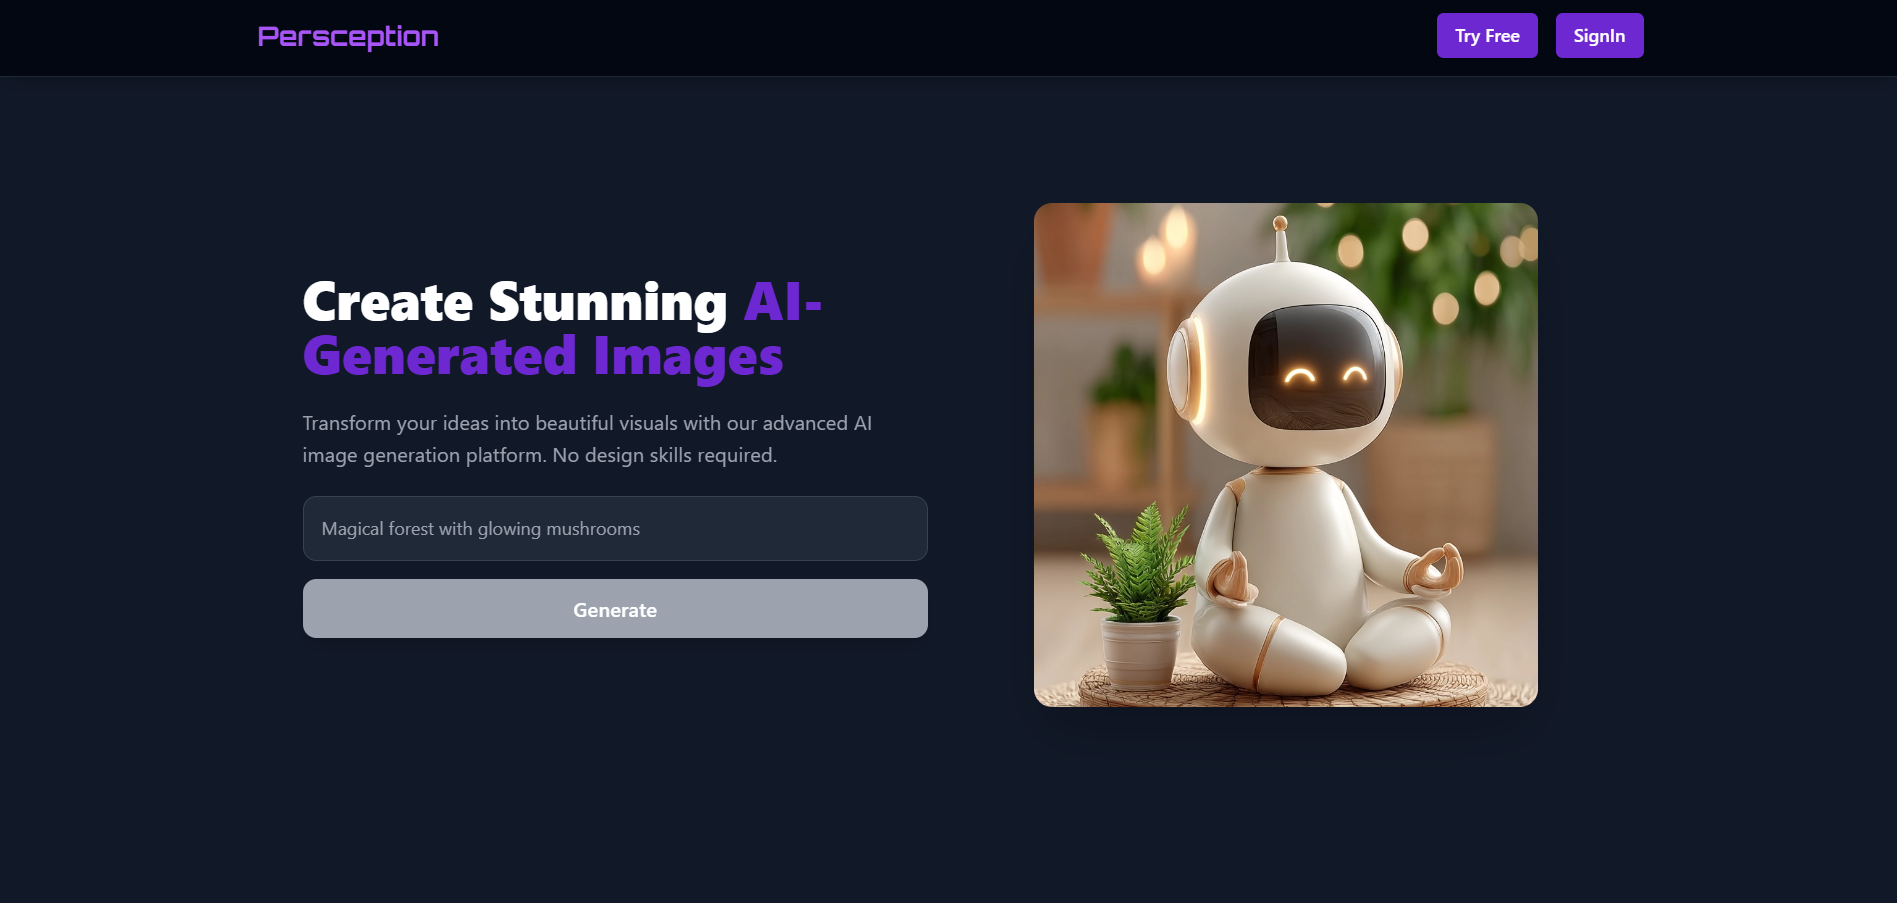 Persception
Try Free
SignIn
Create Stunning AI-
Generated Images
Transform your ideas into beautiful visuals with our advanced AI
image generation platform. No design skills required.
Magical forest with glowing mushrooms
Generate